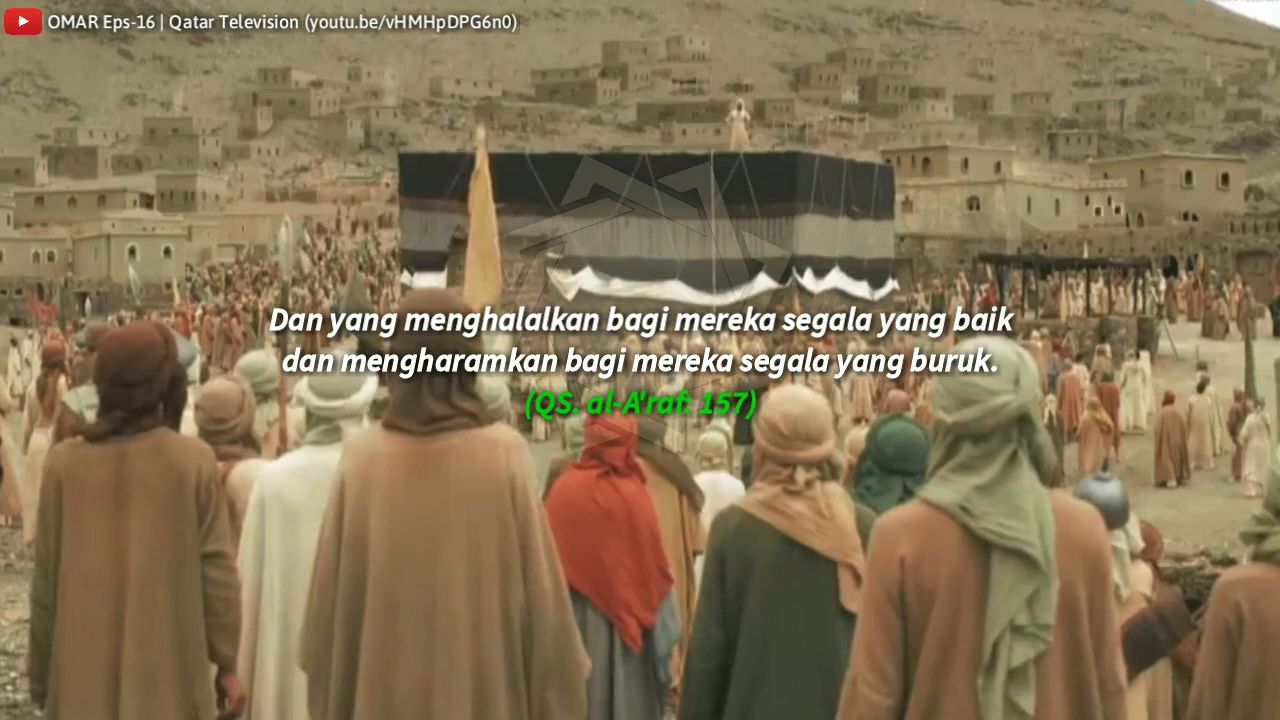 OMAR Eps-16 | Qatar Television (youtu.be/vHMHpDPG6n0)
Dan yang menghalalkan bagi mereka segala yang baik
dan mengharamkan bagi mereka segala yang buruk.
(QS. al-A'raf: 157)